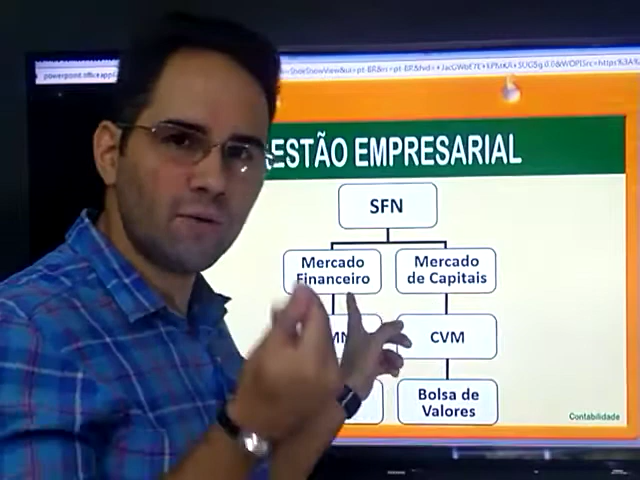 ESTÃO EMPRESARIAL
SFN
Mercado
Financeiro
Mercado
de Capitais
CVM
Bolsa de
Valores
Contabilidade